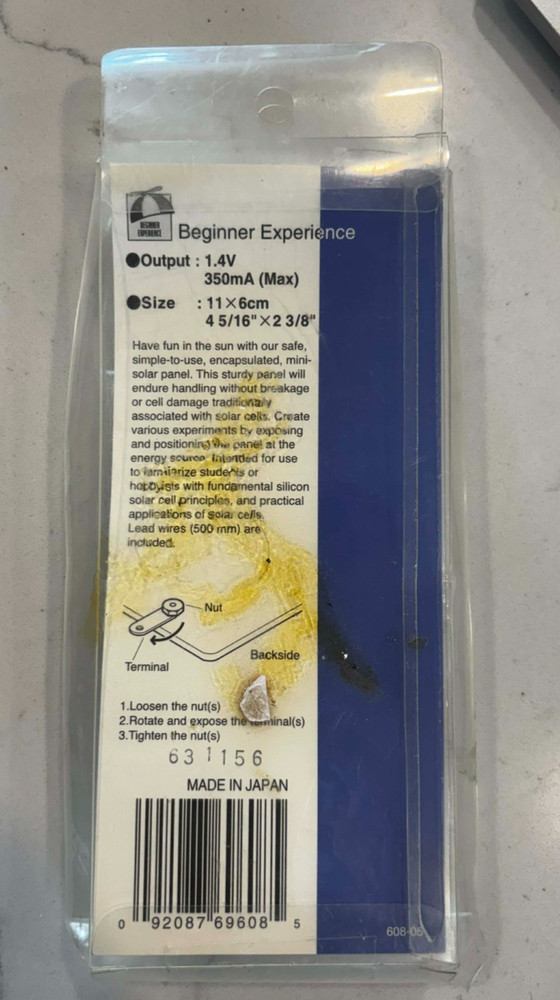 BEGINNER
EXPERIENCE
Beginner Experience
●Output : 1.4V
350mA (Max)
●Size : 11×6cm
4 5/16"×2 3/8"
Have fun in the sun with our safe,
simple-to-use, encapsulated, mini-
solar panel. This sturdy panel will
endure handling without breakage
or cell damage traditionally
associated with solar cells. Create
various experiments by exposing
and positioning the panel at the
energy source. Intended for use
to familiarize students or
hobbyists with fundamental silicon
solar cell principles, and practical
applications of solar cells.
Lead wires (500 mm) are
included.
Nut
Terminal
Backside
1.Loosen the nut(s)
2.Rotate and expose the terminal(s)
3.Tighten the nut(s)
631156
MADE IN JAPAN
0 92087 69608 5
608-05